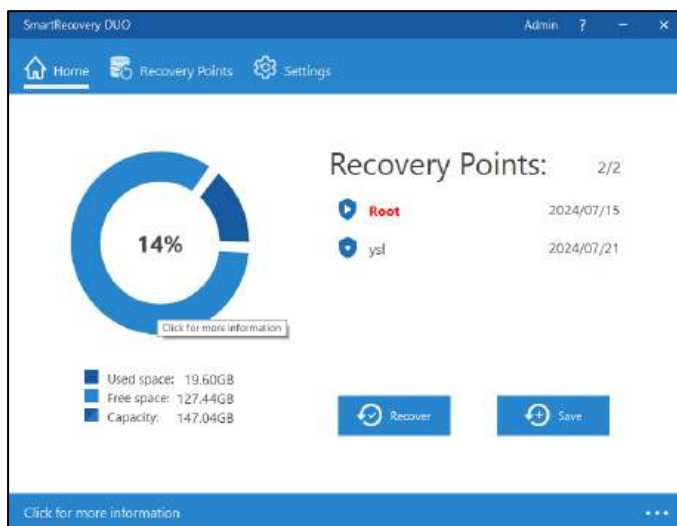 SmartRecovery DUO Admin ?
Home Recovery Points Settings
Recovery Points: 2/2
Root 2024/07/15
ysl 2024/07/21
14%
Click for more information
Used space: 19.60GB
Free space: 127.44GB
Capacity: 147.04GB
Recover Save
Click for more information